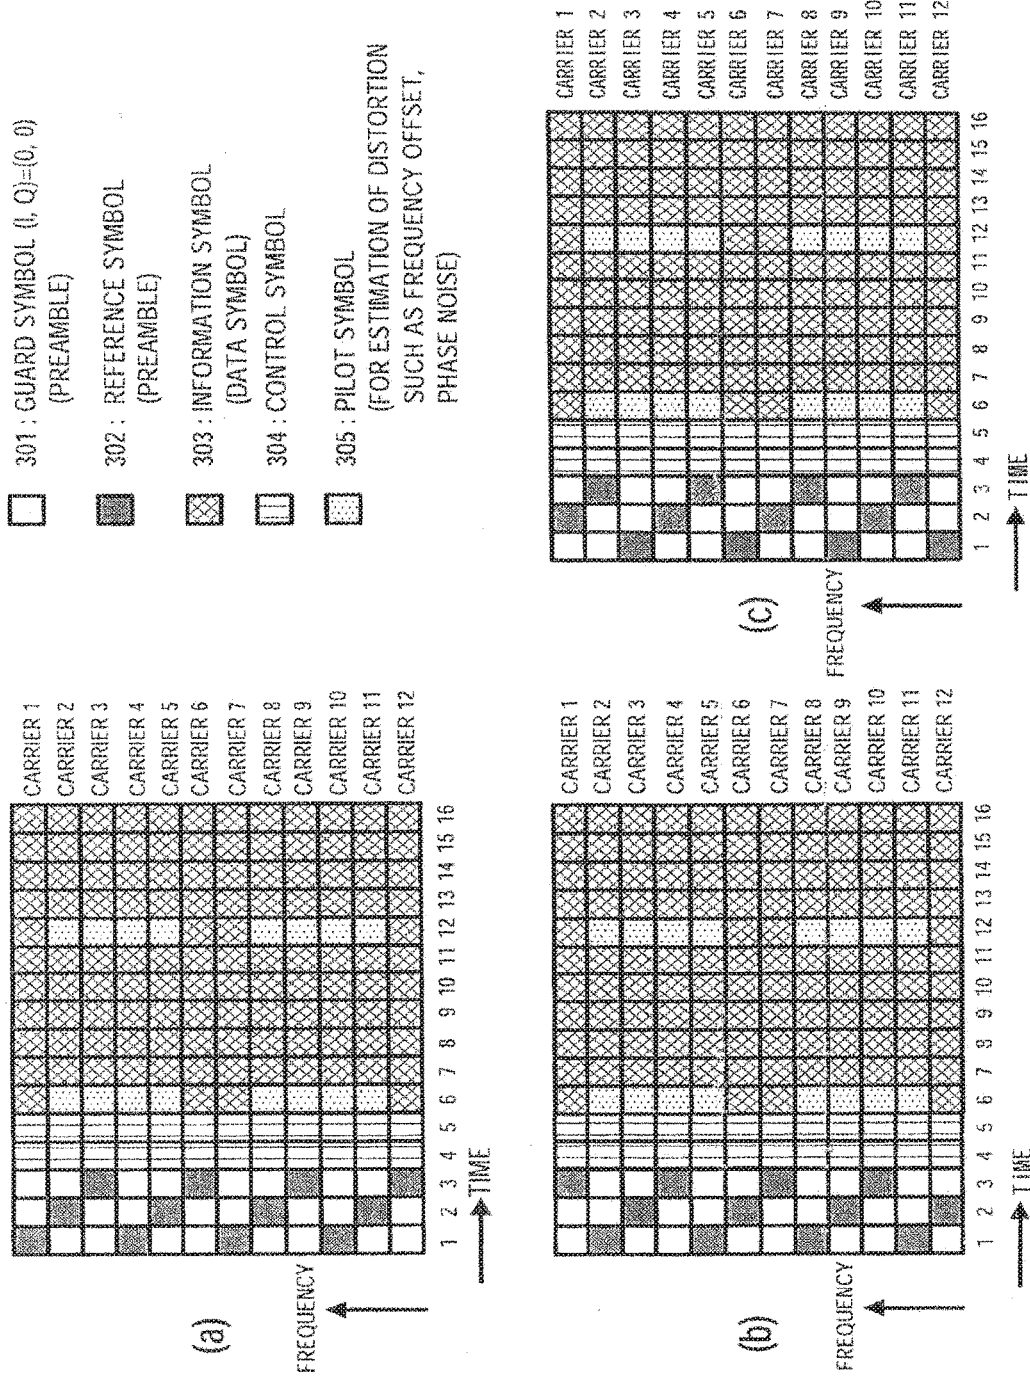 301 : GUARD SYMBOL (I, Q)=(0, 0)
(PREAMBLE)
302 : REFERENCE SYMBOL
(PREAMBLE)
303 : INFORMATION SYMBOL
(DATA SYMBOL)
304 : CONTROL SYMBOL
305 : PILOT SYMBOL
(FOR ESTIMATION OF DISTORTION
SUCH AS FREQUENCY OFFSET,
PHASE NOISE)
(a)
FREQUENCY
CARRIER 1
CARRIER 2
CARRIER 3
CARRIER 4
CARRIER 5
CARRIER 6
CARRIER 7
CARRIER 8
CARRIER 9
CARRIER 10
CARRIER 11
CARRIER 12
1 2 3 4 5 6 7 8 9 10 11 12 13 14 15 16
TIME
(b)
FREQUENCY
CARRIER 1
CARRIER 2
CARRIER 3
CARRIER 4
CARRIER 5
CARRIER 6
CARRIER 7
CARRIER 8
CARRIER 9
CARRIER 10
CARRIER 11
CARRIER 12
1 2 3 4 5 6 7 8 9 10 11 12 13 14 15 16
TIME
(c)
FREQUENCY
CARRIER 1
CARRIER 2
CARRIER 3
CARRIER 4
CARRIER 5
CARRIER 6
CARRIER 7
CARRIER 8
CARRIER 9
CARRIER 10
CARRIER 11
CARRIER 12
1 2 3 4 5 6 7 8 9 10 11 12 13 14 15 16
TIME